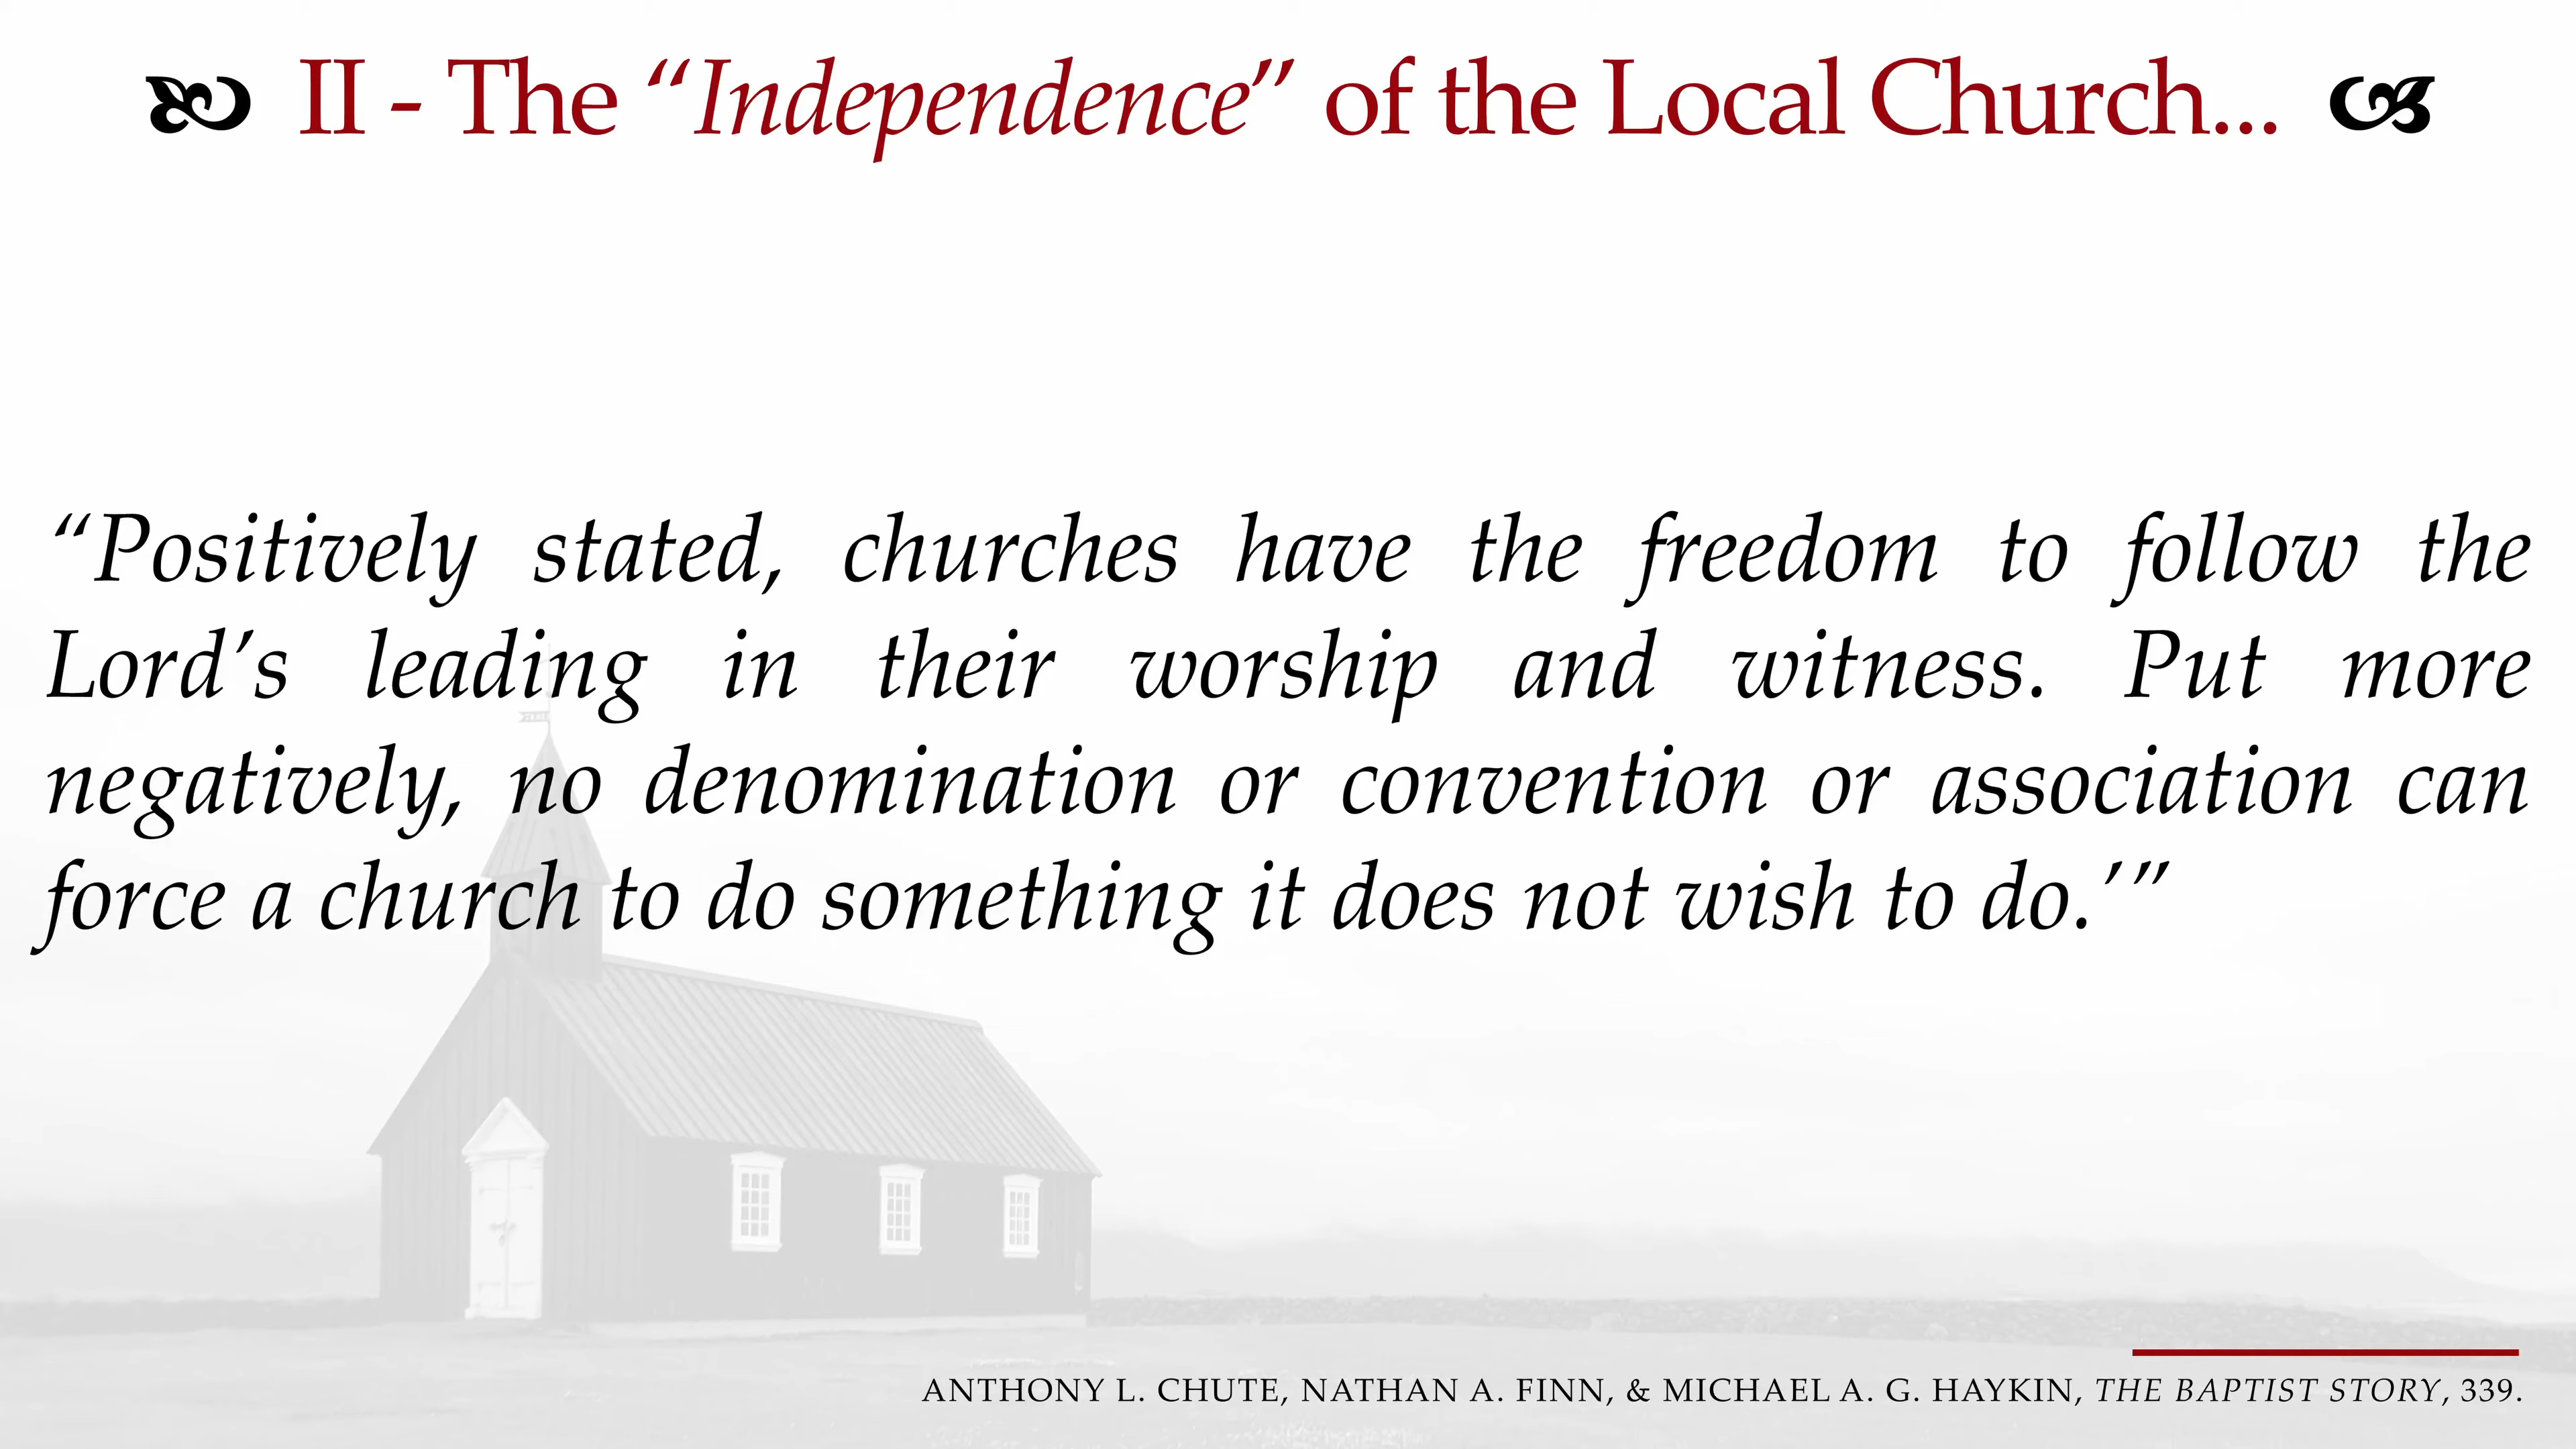 II - The “Independence” of the Local Church...
“Positively stated, churches have the freedom to follow the
Lord’s leading in their worship and witness. Put more
negatively, no denomination or convention or association can
force a church to do something it does not wish to do.’”
ANTHONY L. CHUTE, NATHAN A. FINN, & MICHAEL A. G. HAYKIN, THE BAPTIST STORY, 339.